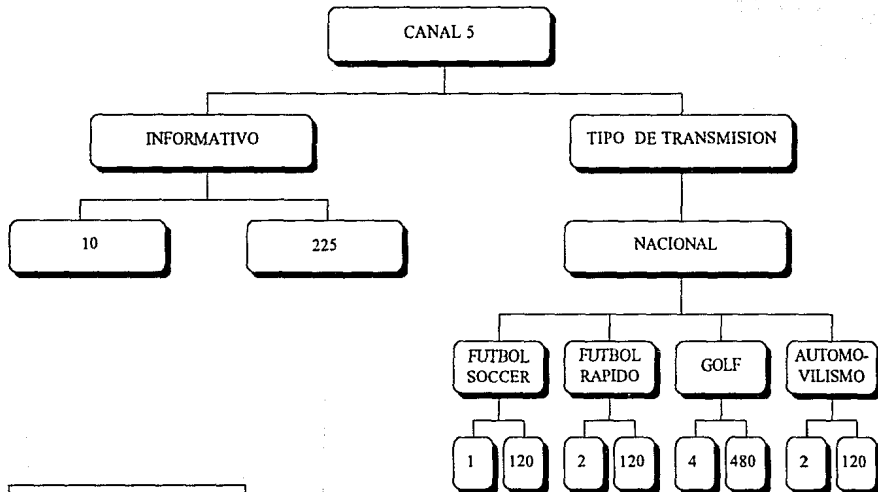 CANAL 5
INFORMATIVO
TIPO DE TRANSMISION
10
225
NACIONAL
FUTBOL
SOCCER
FUTBOL
RAPIDO
GOLF
AUTOMO-
VILISMO
1
120
2
120
4
480
2
120